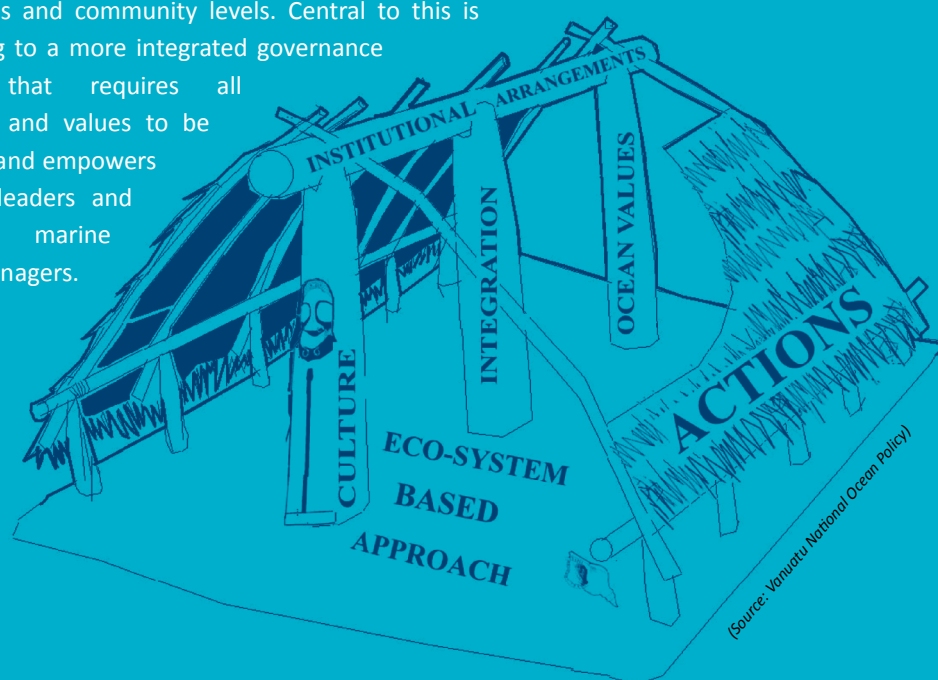 s and community levels. Central to this is
g to a more integrated governance
that requires all
and values to be
and empowers
leaders and
marine
nagers.
INSTITUTIONAL ARRANGEMENTS
CULTURE
INTEGRATION
OCEAN VALUES
ACTIONS
ECO-SYSTEM
BASED
APPROACH
(Source: Vanuatu National Ocean Policy)